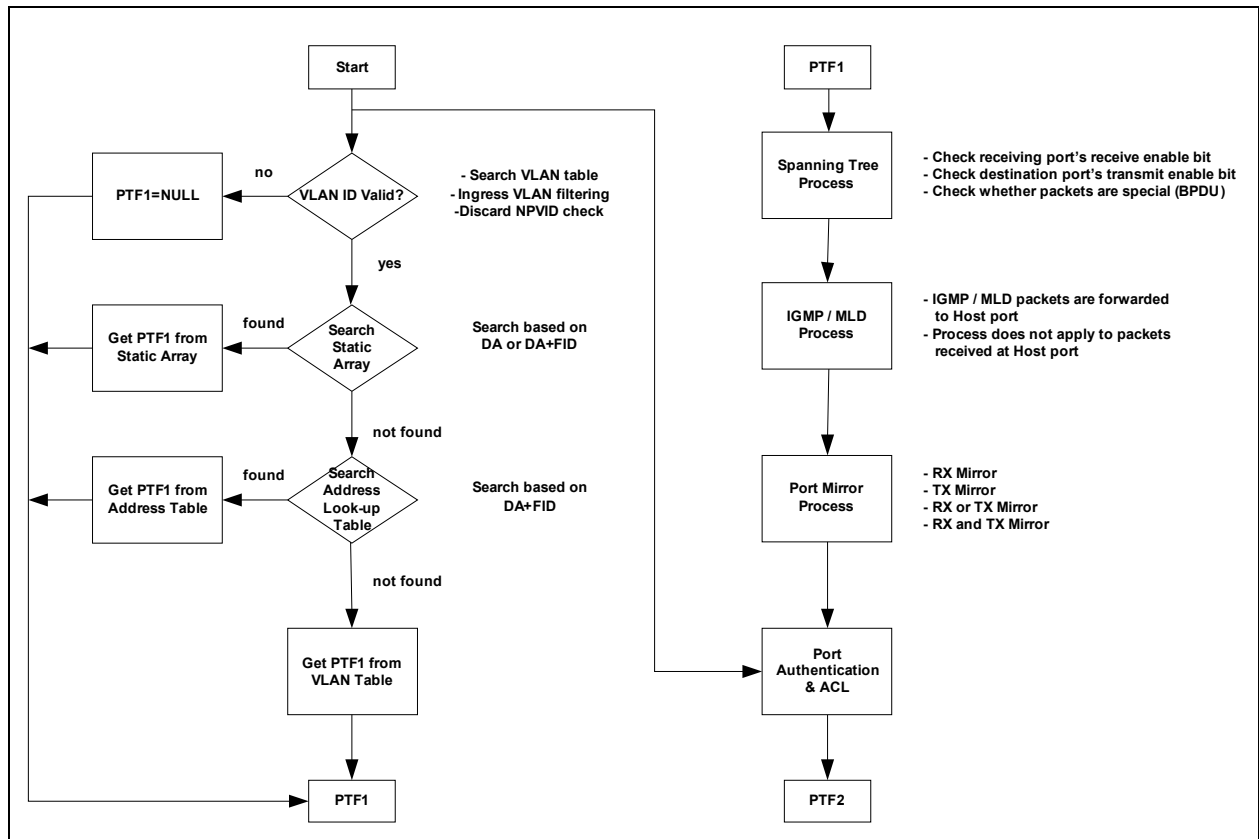 Start
no
PTF1=NULL
VLAN ID Valid?
- Search VLAN table
- Ingress VLAN filtering
-Discard NPVID check
yes
found
Get PTF1 from
Static Array
Search
Static
Array
Search based on
DA or DA+FID
not found
found
Get PTF1 from
Address Table
Search
Address
Look-up
Table
Search based on
DA+FID
not found
Get PTF1 from
VLAN Table
PTF1
PTF1
Spanning Tree
Process
- Check receiving port's receive enable bit
- Check destination port's transmit enable bit
- Check whether packets are special (BPDU)
IGMP / MLD
Process
- IGMP / MLD packets are forwarded
to Host port
- Process does not apply to packets
received at Host port
Port Mirror
Process
- RX Mirror
- TX Mirror
- RX or TX Mirror
- RX and TX Mirror
Port
Authentication
& ACL
PTF2